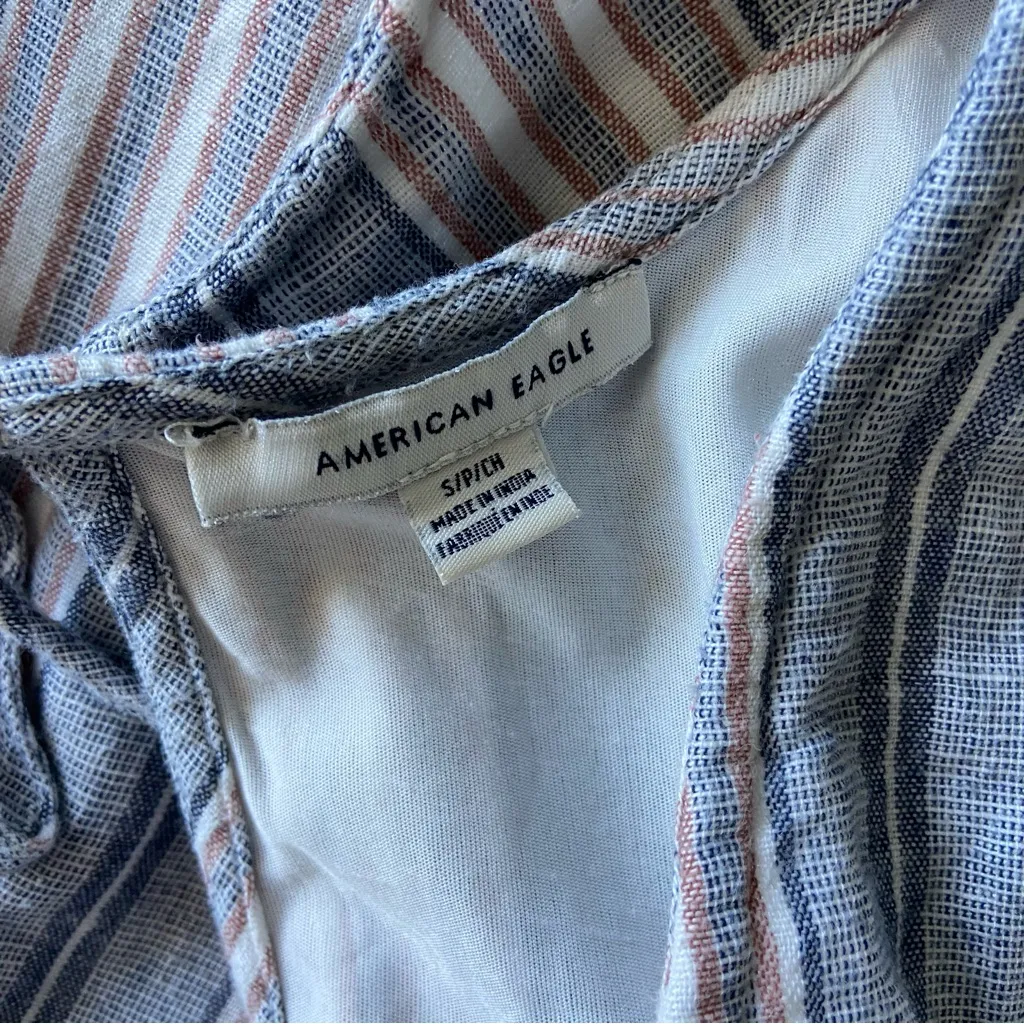 AMERICAN EAGLE
S/P/CH
MADE IN INDIA
FABRIQUÉ EN INDE